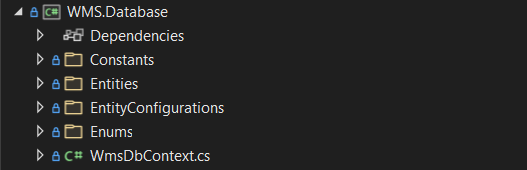 C# WMS.Database
Dependencies
Constants
Entities
EntityConfigurations
Enums
C# WmsDbContext.cs